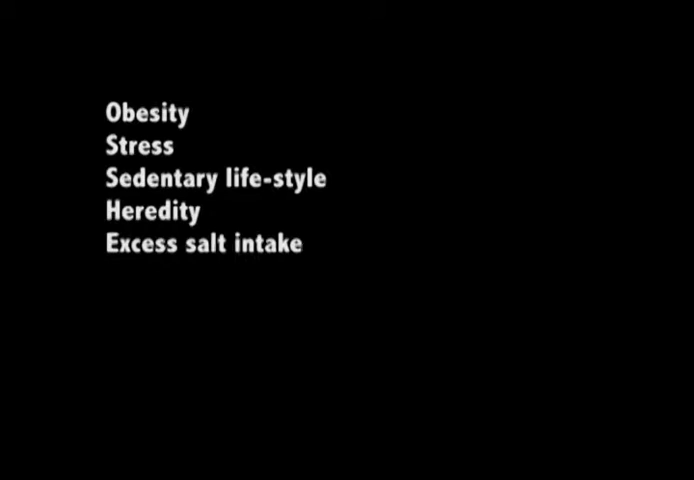 Obesity
Stress
Sedentary life-style
Heredity
Excess salt intake